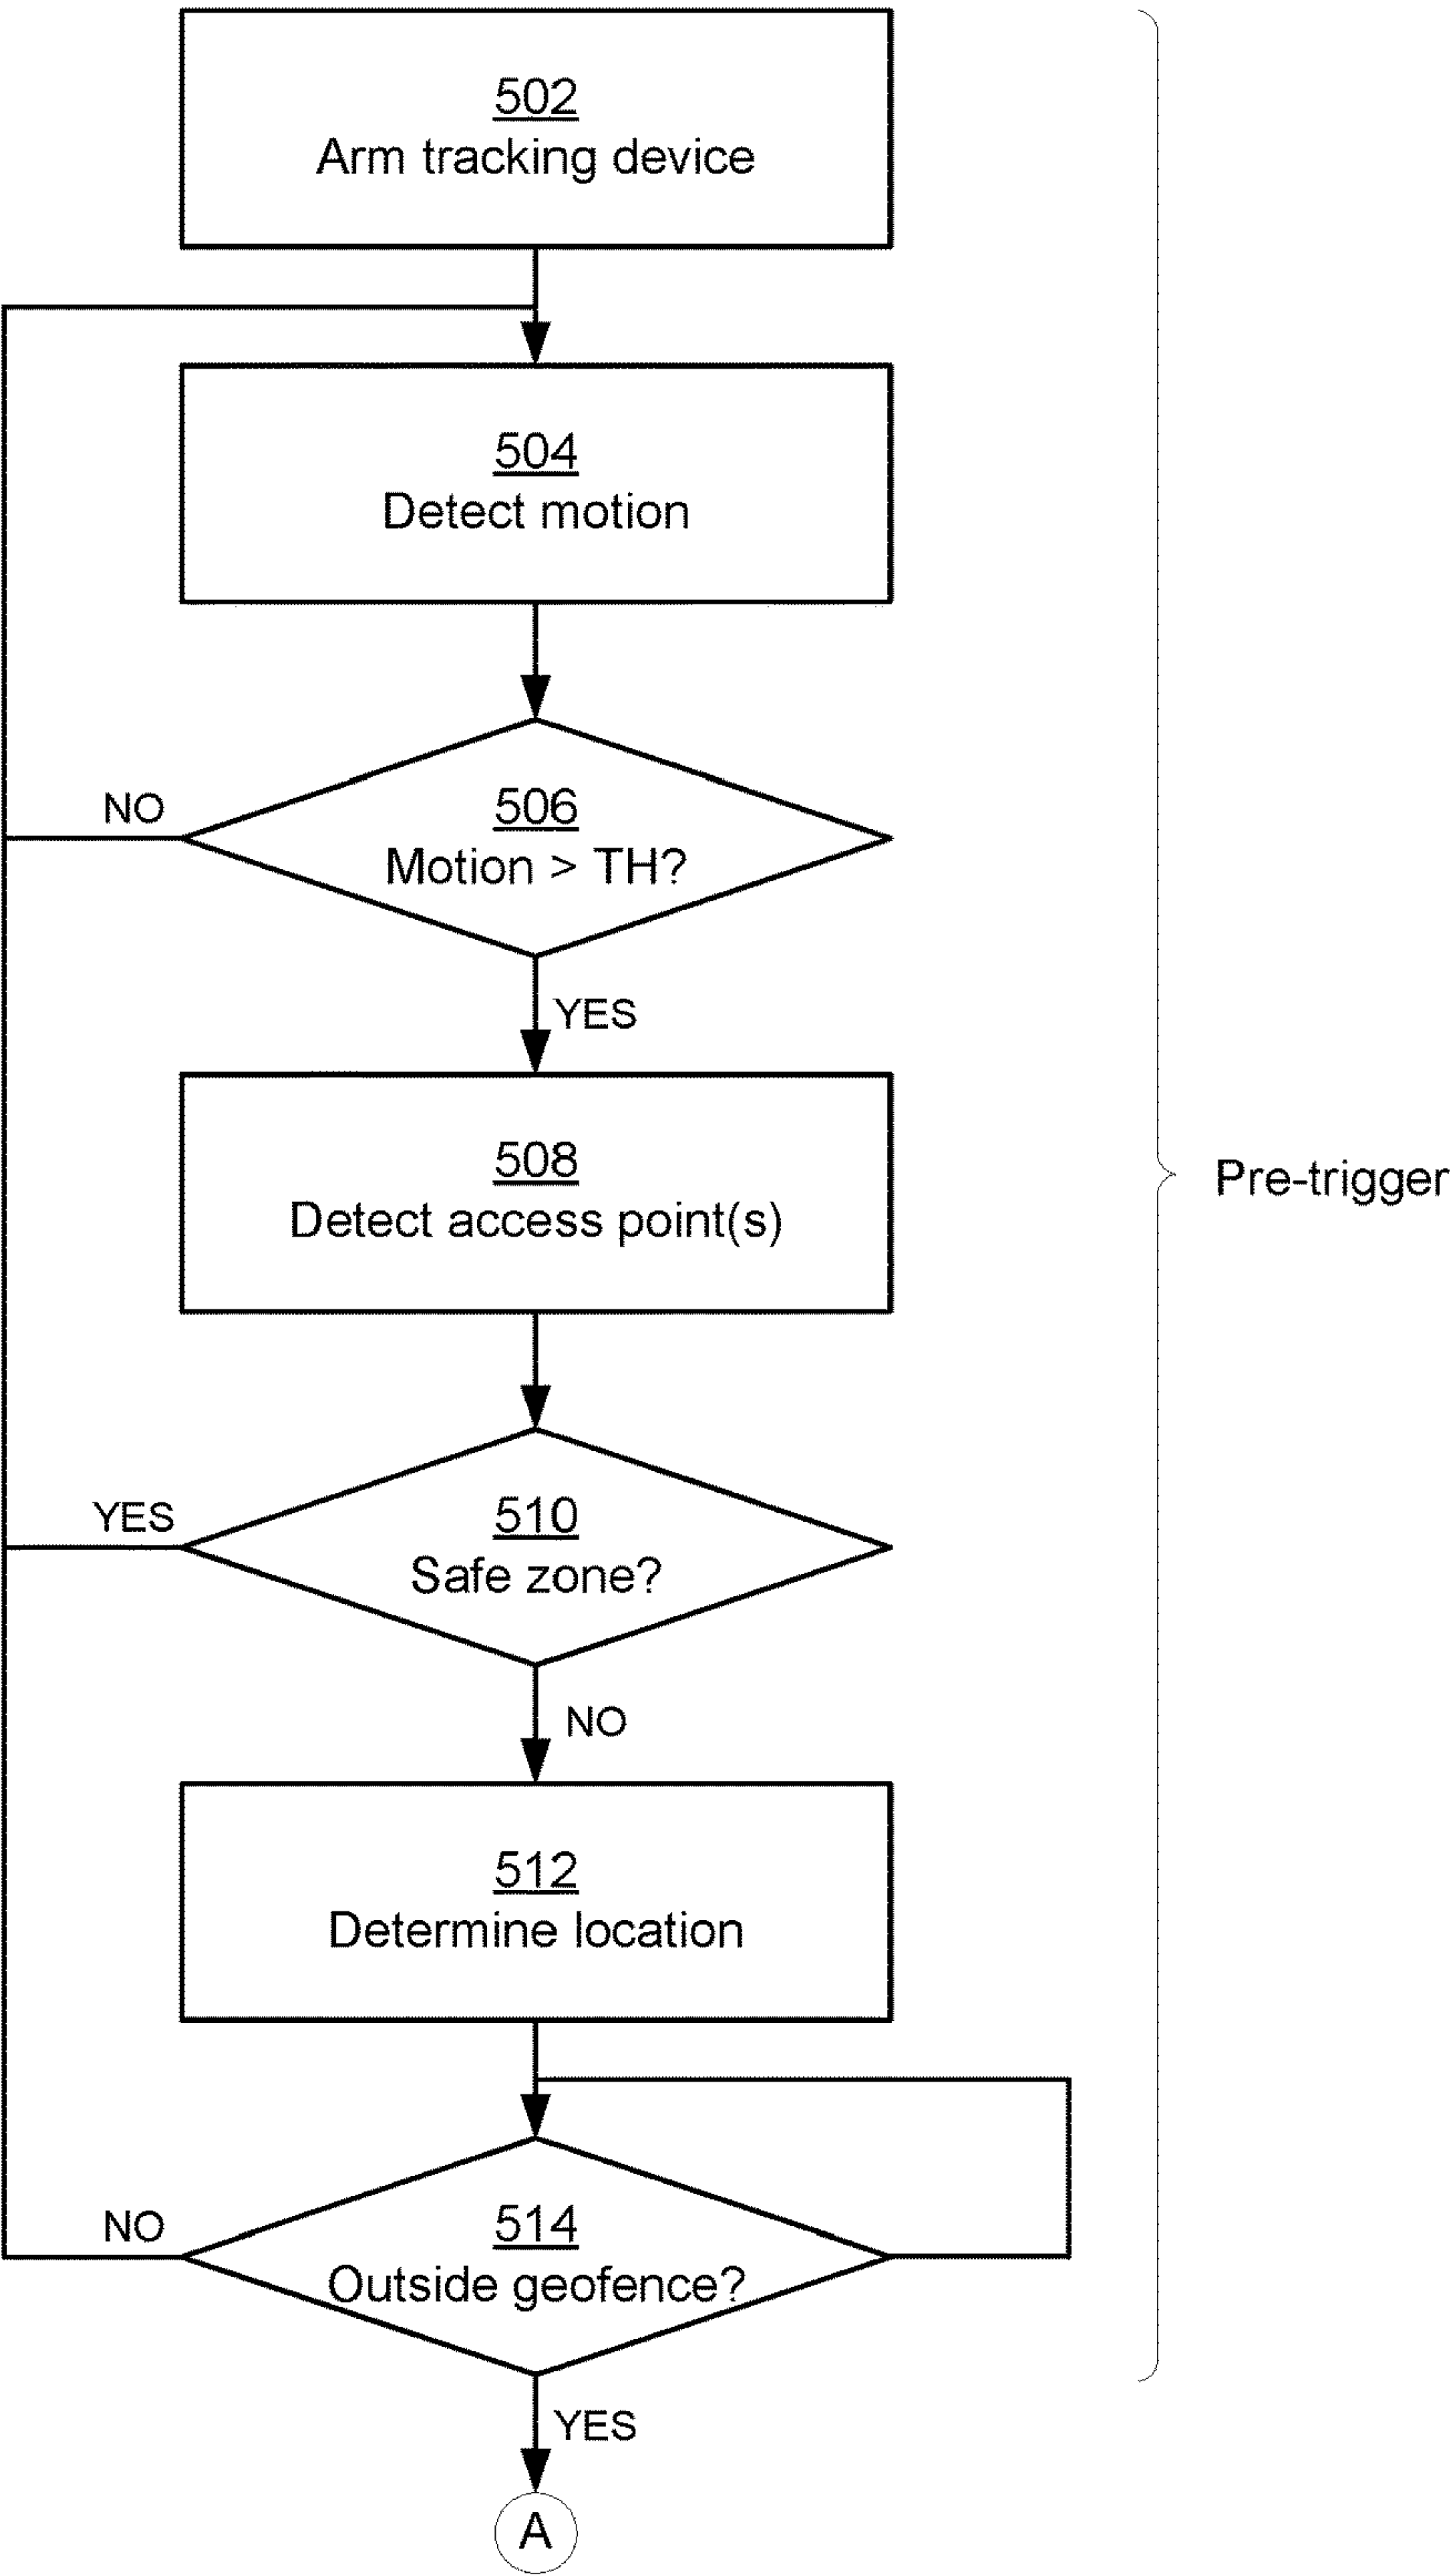 502
Arm tracking device
504
Detect motion
NO
506
Motion > TH?
YES
508
Detect access point(s)
Pre-trigger
YES
510
Safe zone?
NO
512
Determine location
NO
514
Outside geofence?
YES
A